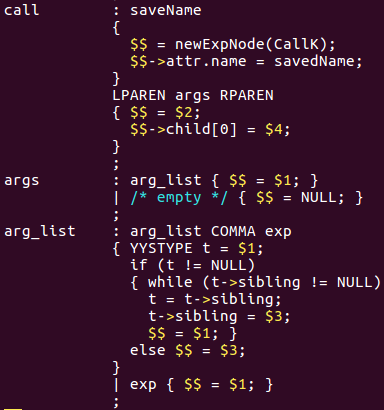 call : saveName
{
$$ = newExpNode(CallK);
$$->attr.name = savedName;
}
LPAREN args RPAREN
{ $$ = $2;
$$->child[0] = $4;
}
;
args : arg_list { $$ = $1; }
| /* empty */ { $$ = NULL; }
;
arg_list : arg_list COMMA exp
{ YYSTYPE t = $1;
if (t != NULL)
{ while (t->sibling != NULL)
t = t->sibling;
t->sibling = $3;
$$ = $1; }
else $$ = $3;
}
| exp { $$ = $1; }
;